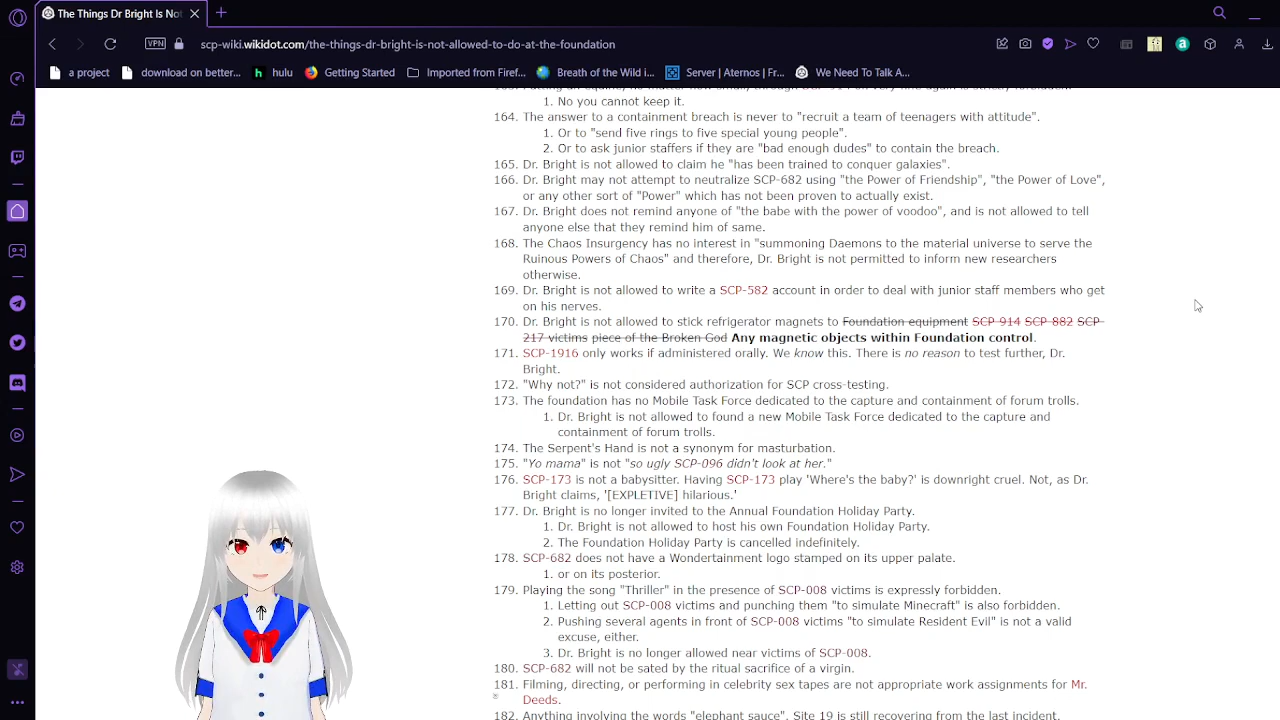 The Things Dr Bright Is Not
scp-wiki.wikidot.com/the-things-dr-bright-is-not-allowed-to-do-at-the-foundation
VPN
a project
download on better...
hulu
Getting Started
Imported from Firef...
Breath of the Wild i...
Server | Aternos | Fr...
We Need To Talk A...
1. No you cannot keep it.
164. The answer to a containment breach is never to "recruit a team of teenagers with attitude".
1. Or to "send five rings to five special young people".
2. Or to ask junior staffers if they are "bad enough dudes" to contain the breach.
165. Dr. Bright is not allowed to claim he "has been trained to conquer galaxies".
166. Dr. Bright may not attempt to neutralize SCP-682 using "the Power of Friendship", "the Power of Love",
or any other sort of "Power" which has not been proven to actually exist.
167. Dr. Bright does not remind anyone of "the babe with the power of voodoo", and is not allowed to tell
anyone else that they remind him of same.
168. The Chaos Insurgency has no interest in "summoning Daemons to the material universe to serve the
Ruinous Powers of Chaos" and therefore, Dr. Bright is not permitted to inform new researchers
otherwise.
169. Dr. Bright is not allowed to write a SCP-582 account in order to deal with junior staff members who get
on his nerves.
170. Dr. Bright is not allowed to stick refrigerator magnets to Foundation equipment SCP-914 SCP-882 SCP-
217 victims piece of the Broken God Any magnetic objects within Foundation control.
171. SCP-1916 only works if administered orally. We know this. There is no reason to test further, Dr.
Bright.
172. "Why not?" is not considered authorization for SCP cross-testing.
173. The foundation has no Mobile Task Force dedicated to the capture and containment of forum trolls.
1. Dr. Bright is not allowed to found a new Mobile Task Force dedicated to the capture and
containment of forum trolls.
174. The Serpent's Hand is not a synonym for masturbation.
175. "Yo mama" is not "so ugly SCP-096 didn't look at her."
176. SCP-173 is not a babysitter. Having SCP-173 play 'Where's the baby?' is downright cruel. Not, as Dr.
Bright claims, '[EXPLETIVE] hilarious.'
177. Dr. Bright is no longer invited to the Annual Foundation Holiday Party.
1. Dr. Bright is not allowed to host his own Foundation Holiday Party.
2. The Foundation Holiday Party is cancelled indefinitely.
178. SCP-682 does not have a Wondertainment logo stamped on its upper palate.
1. or on its posterior.
179. Playing the song "Thriller" in the presence of SCP-008 victims is expressly forbidden.
1. Letting out SCP-008 victims and punching them "to simulate Minecraft" is also forbidden.
2. Pushing several agents in front of SCP-008 victims "to simulate Resident Evil" is not a valid
excuse, either.
3. Dr. Bright is no longer allowed near victims of SCP-008.
180. SCP-682 will not be sated by the ritual sacrifice of a virgin.
181. Filming, directing, or performing in celebrity sex tapes are not appropriate work assignments for Mr.
Deeds.
182. Anything involving the words "elephant sauce". Site 19 is still recovering from the last incident.